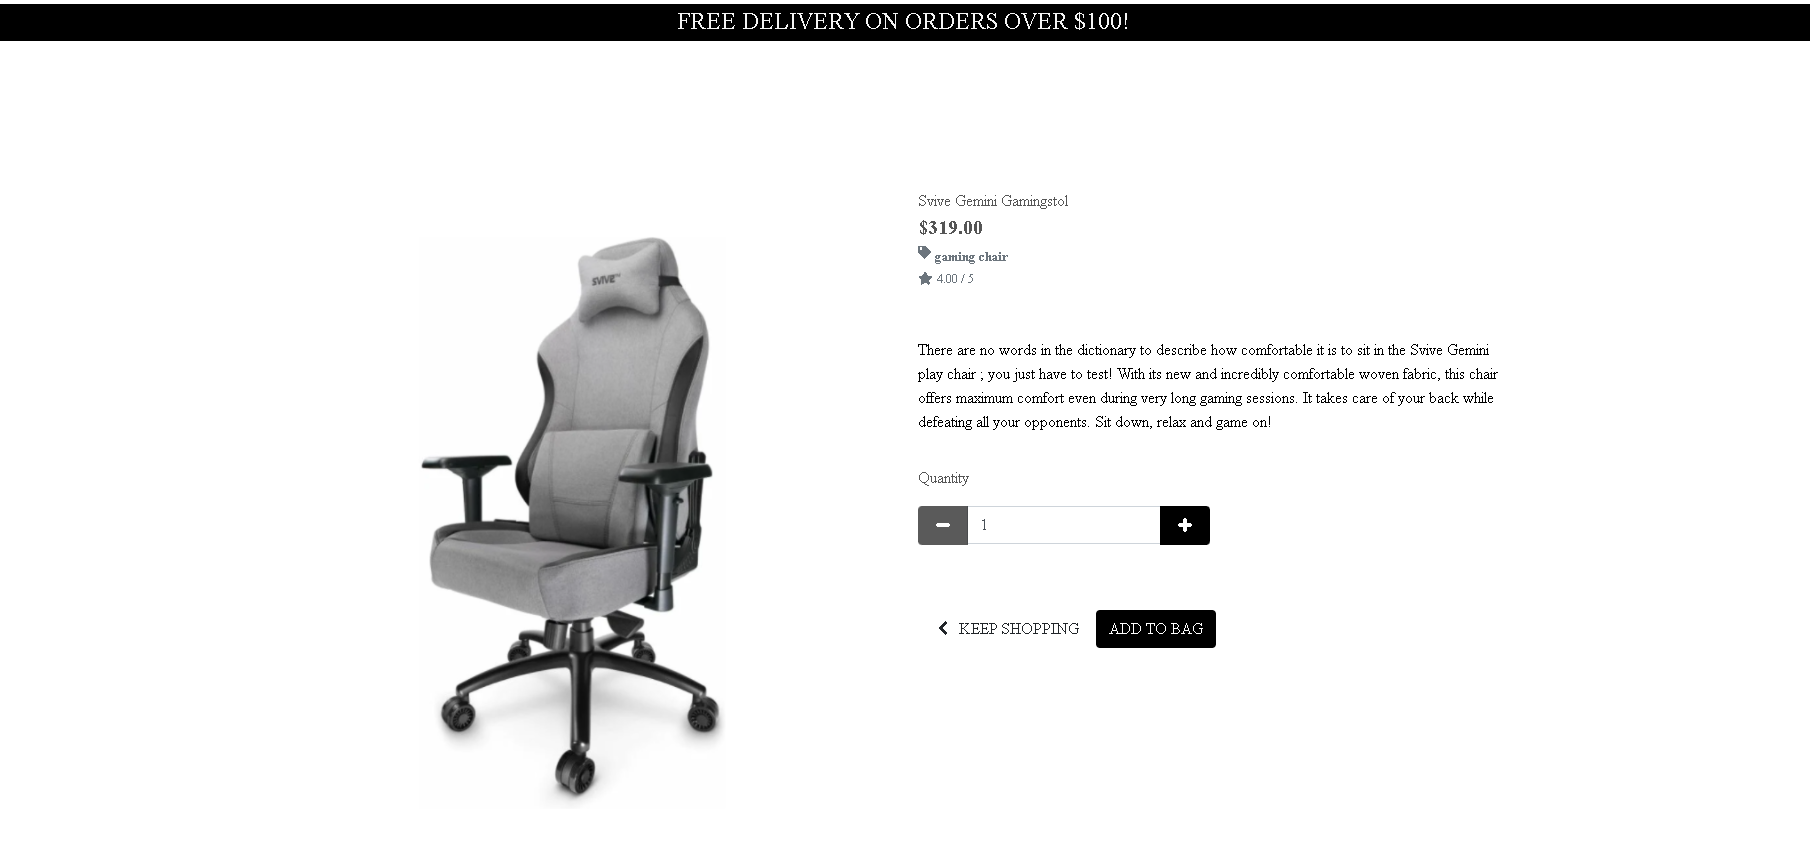 FREE DELIVERY ON ORDERS OVER $100!
Svive Gemini Gamingstol
$319.00
gaming chair
4.00 / 5
SVIVE
There are no words in the dictionary to describe how comfortable it is to sit in the Svive Gemini
play chair ; you just have to test! With its new and incredibly comfortable woven fabric, this chair
offers maximum comfort even during very long gaming sessions. It takes care of your back while
defeating all your opponents. Sit down, relax and game on!
Quantity
1
KEEP SHOPPING
ADD TO BAG